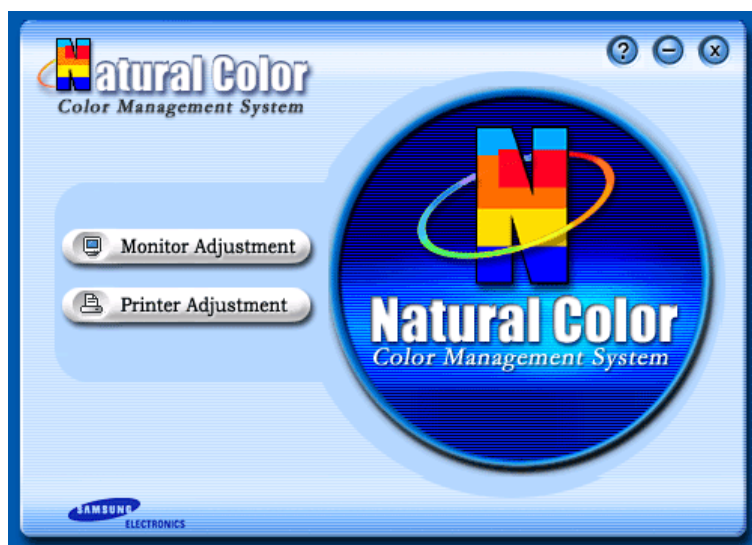 Natural Color
Color Management System
?
x
Monitor Adjustment
Printer Adjustment
N
Natural Color
Color Management System
SAMSUNG
ELECTRONICS